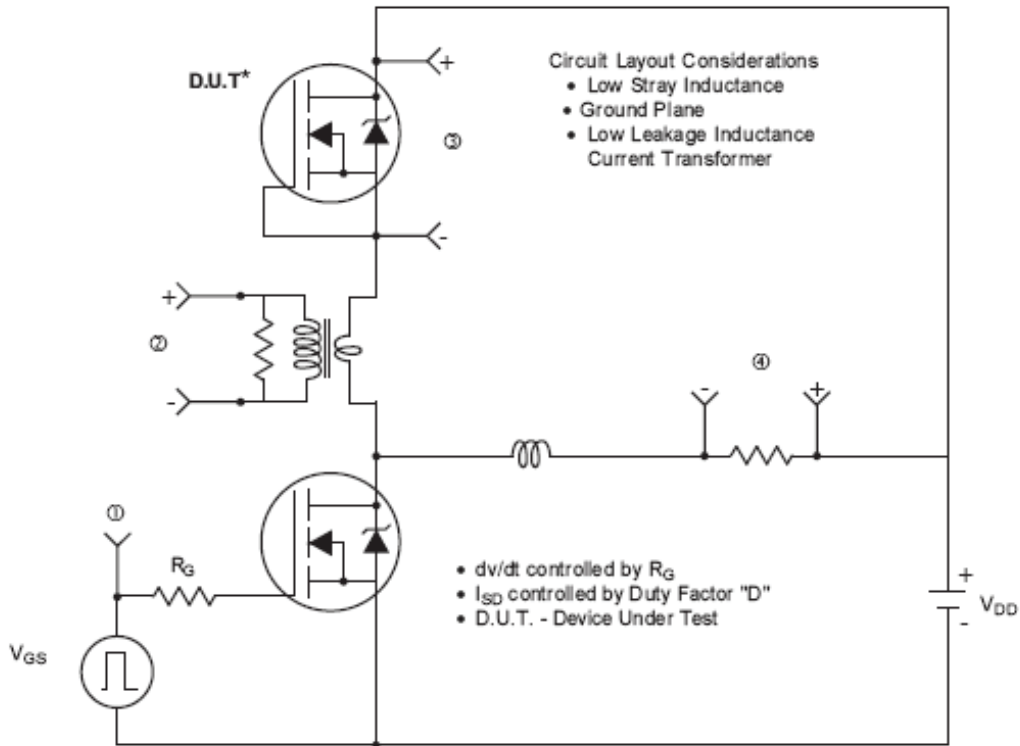 D.U.T*
+
-
③
Circuit Layout Considerations
• Low Stray Inductance
• Ground Plane
• Low Leakage Inductance
Current Transformer
+
-
②
④
-
+
①
R_G
V_GS
• dv/dt controlled by R_G
• I_SD controlled by Duty Factor "D"
• D.U.T. - Device Under Test
+
-
V_DD